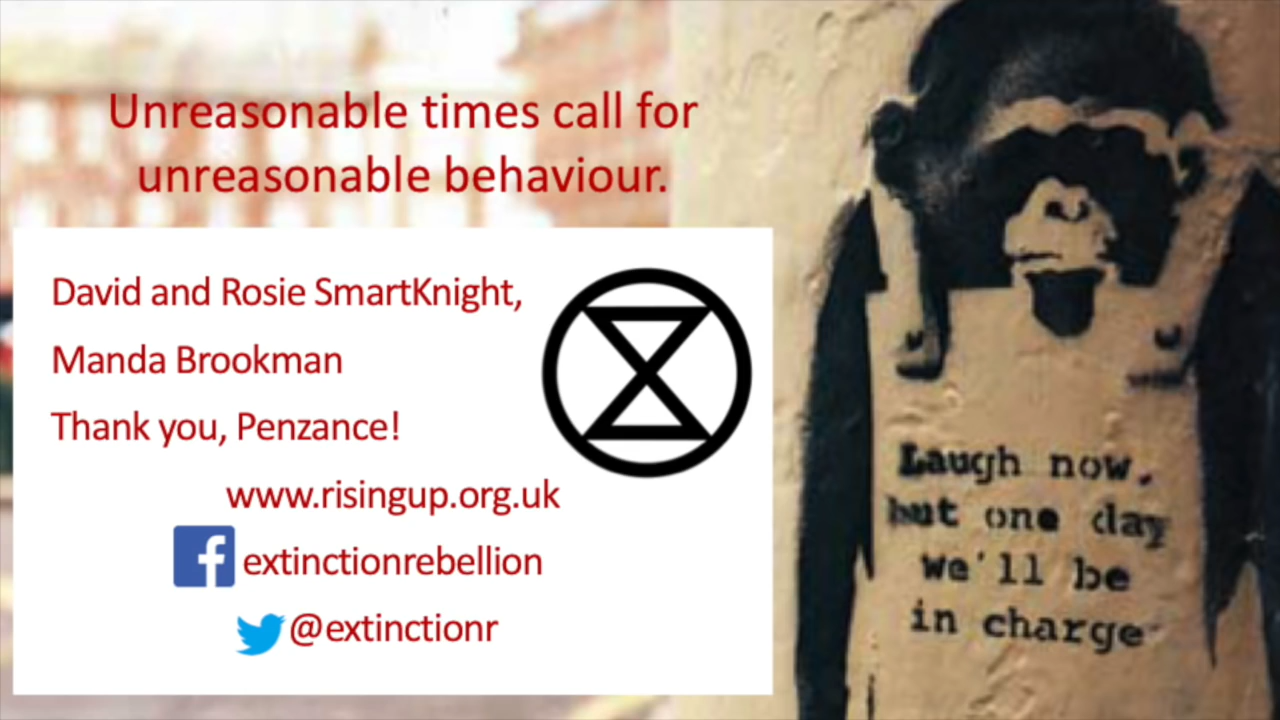 Unreasonable times call for
unreasonable behaviour.
David and Rosie SmartKnight,
Manda Brookman
Thank you, Penzance!
www.risingup.org.uk
extinctionrebellion
@extinctionr
Laugh now,
but one day
we'll be
in charge